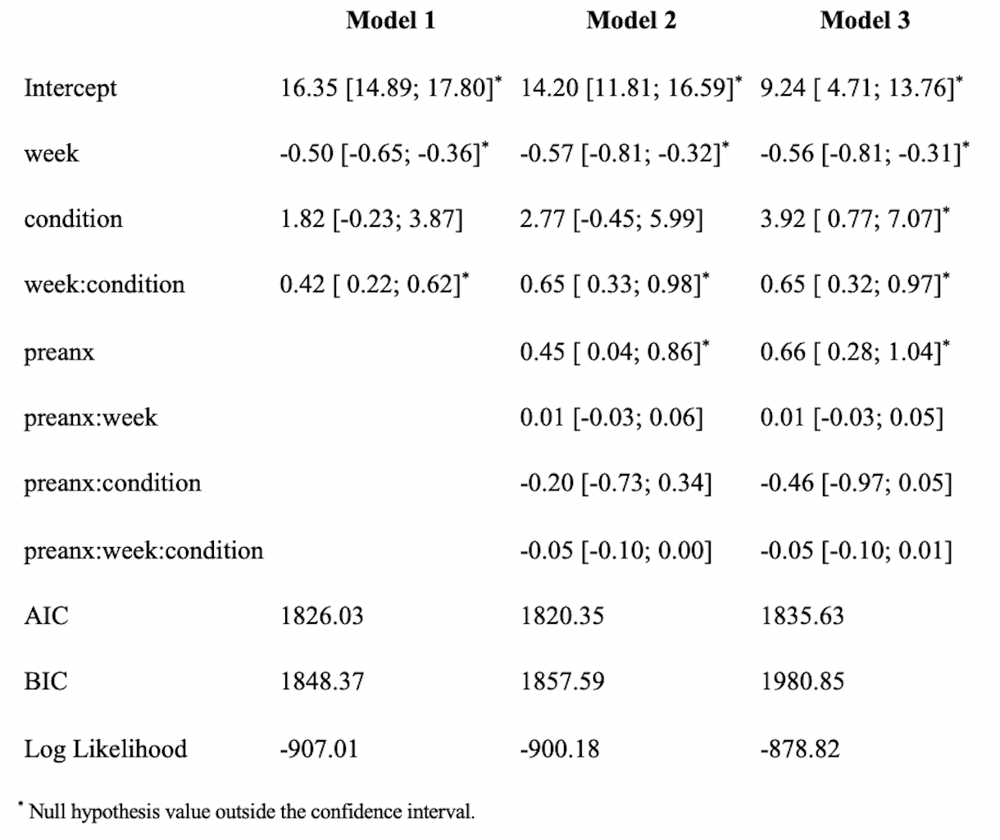 Model 1 Model 2 Model 3
Intercept 16.35 [14.89; 17.80]* 14.20 [11.81; 16.59]* 9.24 [ 4.71; 13.76]*
week -0.50 [-0.65; -0.36]* -0.57 [-0.81; -0.32]* -0.56 [-0.81; -0.31]*
condition 1.82 [-0.23; 3.87] 2.77 [-0.45; 5.99] 3.92 [ 0.77; 7.07]*
week:condition 0.42 [ 0.22; 0.62]* 0.65 [ 0.33; 0.98]* 0.65 [ 0.32; 0.97]*
preanx 0.45 [ 0.04; 0.86]* 0.66 [ 0.28; 1.04]*
preanx:week 0.01 [-0.03; 0.06] 0.01 [-0.03; 0.05]
preanx:condition -0.20 [-0.73; 0.34] -0.46 [-0.97; 0.05]
preanx:week:condition -0.05 [-0.10; 0.00] -0.05 [-0.10; 0.01]
AIC 1826.03 1820.35 1835.63
BIC 1848.37 1857.59 1980.85
Log Likelihood -907.01 -900.18 -878.82
* Null hypothesis value outside the confidence interval.